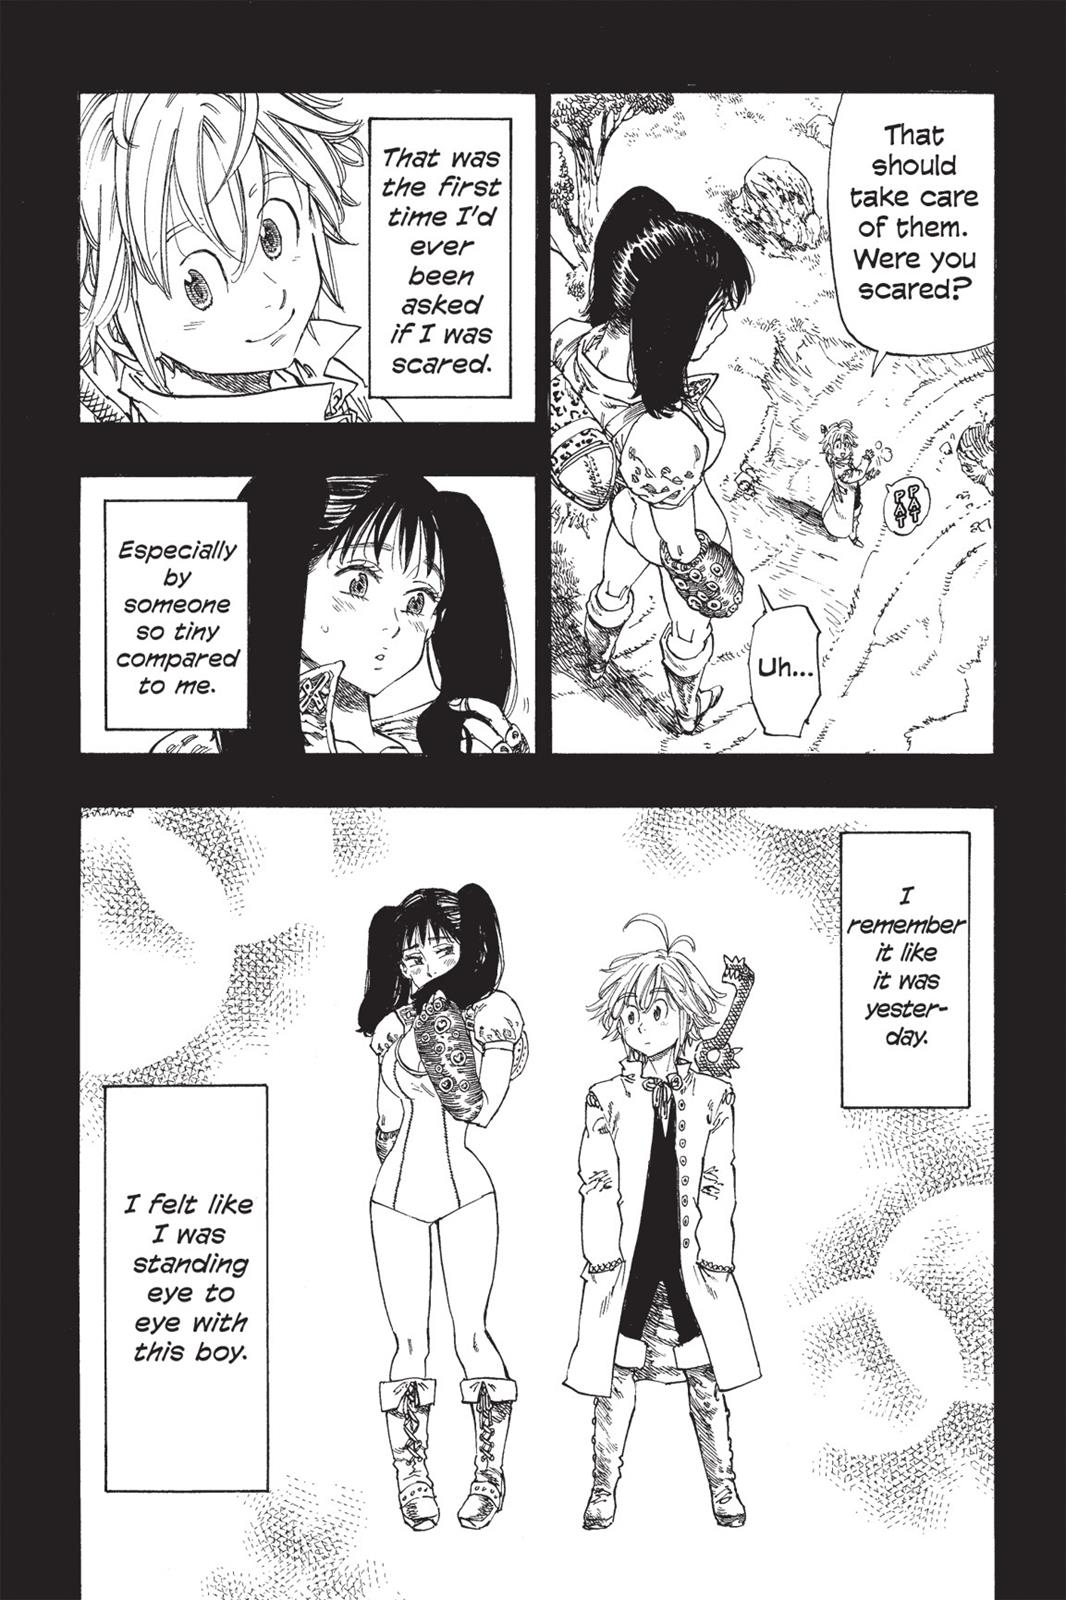 That
should
take care
of them.
Were you
scared?
PAT
PAT
Uh...
That was
the first
time I'd
ever
been
asked
if I was
scared.
Especially
by
someone
so tiny
compared
to me.
I
remember
it like
it was
yester-
day.
I felt like
I was
standing
eye to
eye with
this boy.